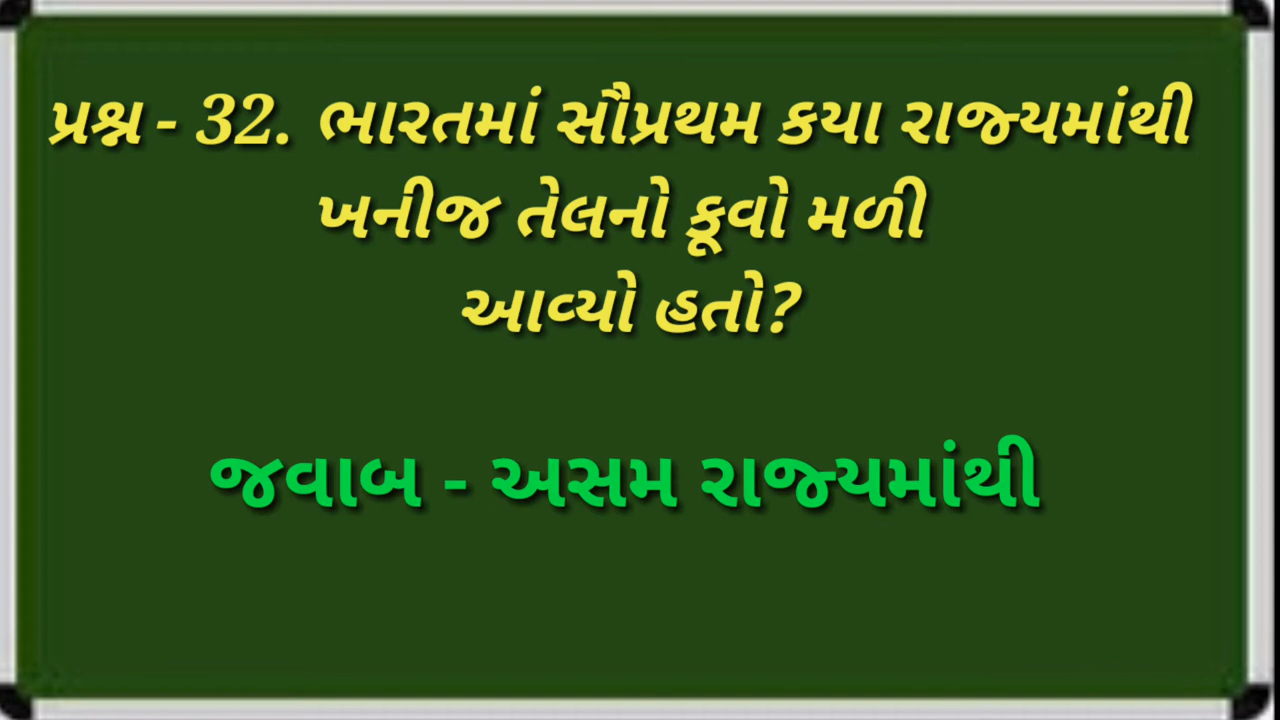 પ્રશ્ન - 32. ભારતમાં સૌપ્રથમ કયા રાજ્યમાંથી
ખનીજ તેલનો કૂવો મળી
આવ્યો હતો?
જવાબ - અસમ રાજ્યમાંથી